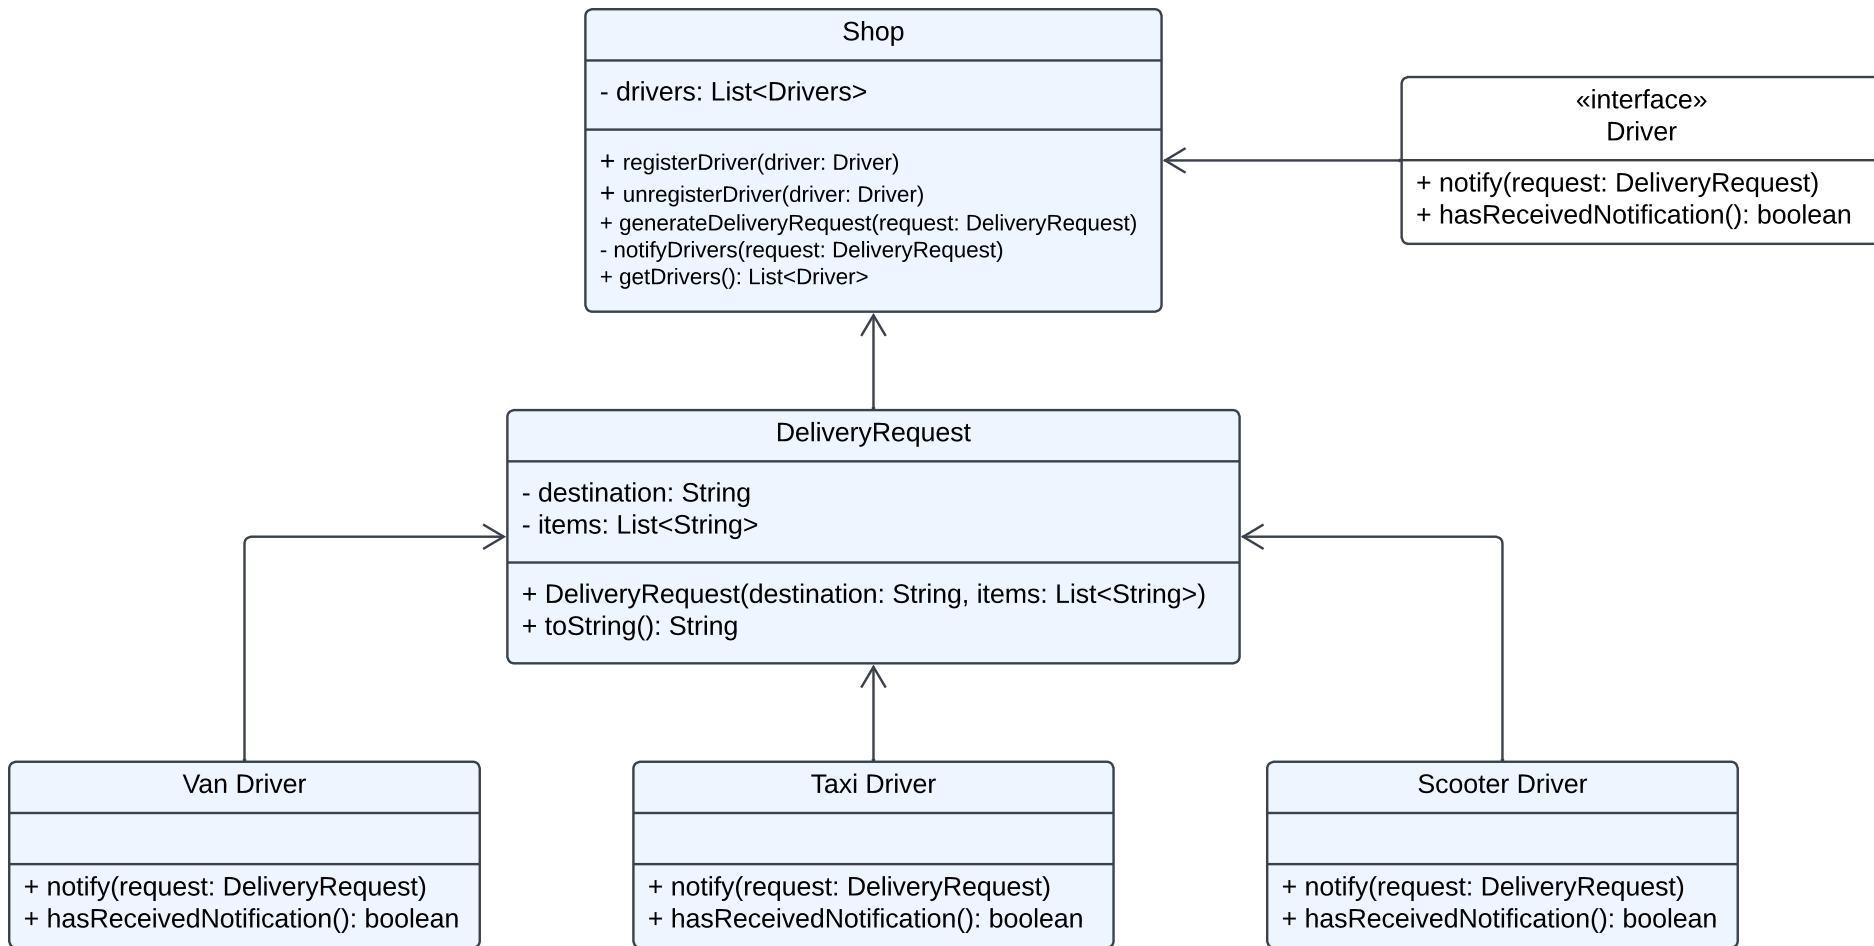 Shop
- drivers: List<Drivers>
+ registerDriver(driver: Driver)
+ unregisterDriver(driver: Driver)
+ generateDeliveryRequest(request: DeliveryRequest)
- notifyDrivers(request: DeliveryRequest)
+ getDrivers(): List<Driver>
«interface»
Driver
+ notify(request: DeliveryRequest)
+ hasReceivedNotification(): boolean
DeliveryRequest
- destination: String
- items: List<String>
+ DeliveryRequest(destination: String, items: List<String>)
+ toString(): String
Van Driver
+ notify(request: DeliveryRequest)
+ hasReceivedNotification(): boolean
Taxi Driver
+ notify(request: DeliveryRequest)
+ hasReceivedNotification(): boolean
Scooter Driver
+ notify(request: DeliveryRequest)
+ hasReceivedNotification(): boolean